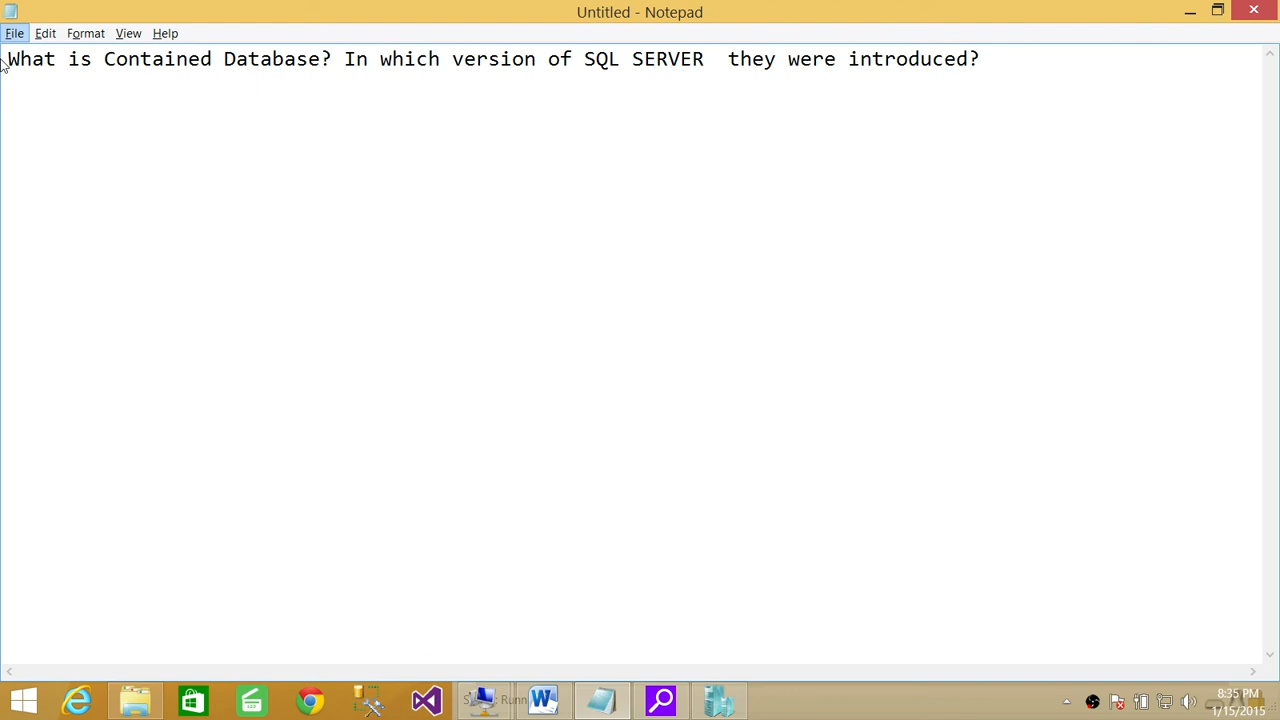 Untitled - Notepad
File Edit Format View Help
What is Contained Database? In which version of SQL SERVER  they were introduced?
8:35 PM
1/15/2015